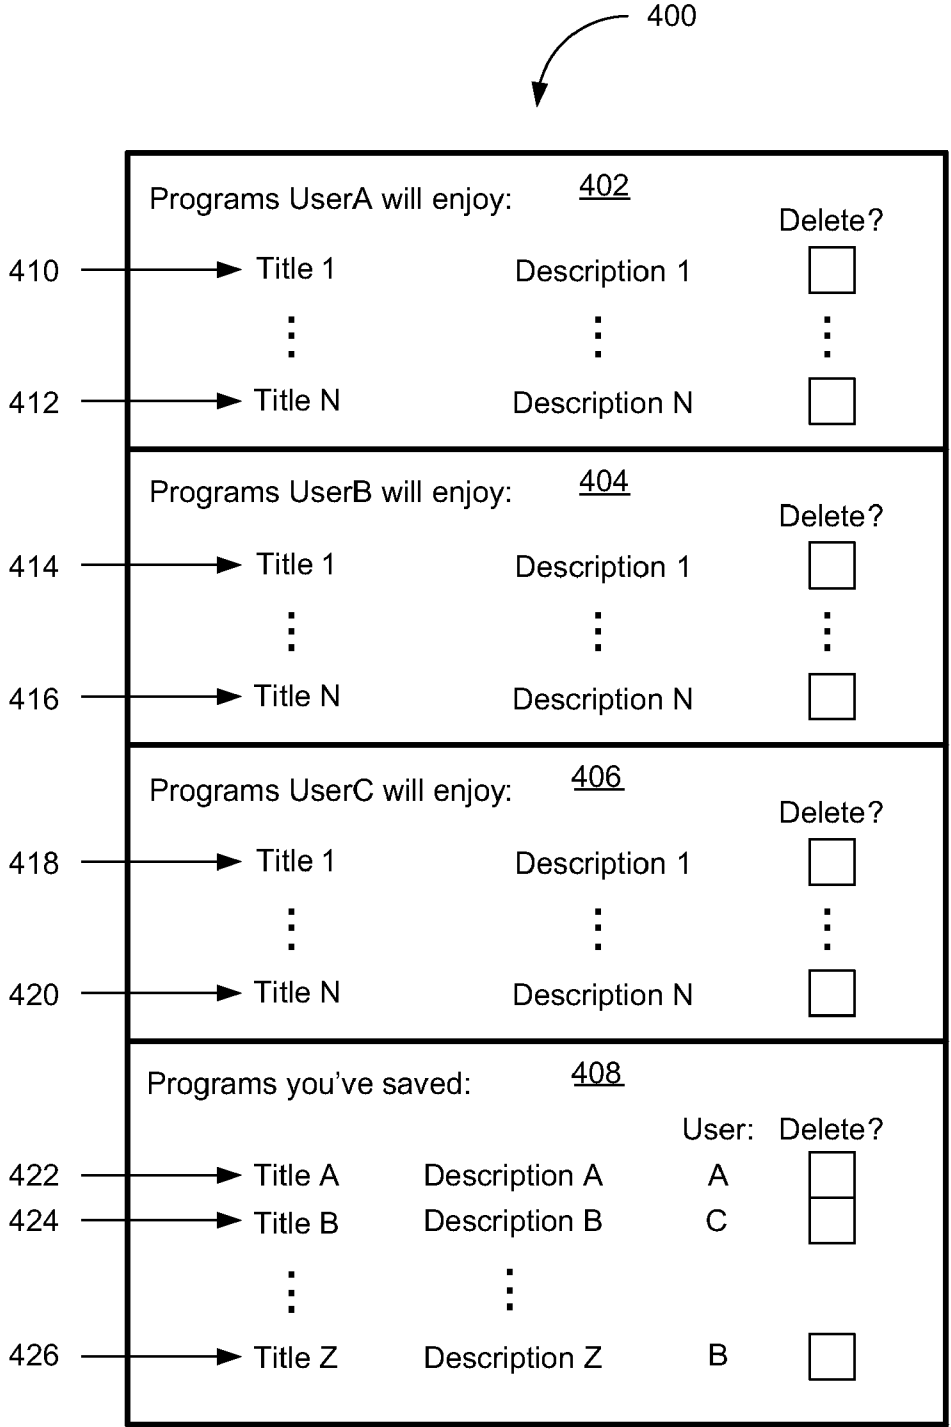 400
Programs UserA will enjoy: 402
Delete?
410 Title 1 Description 1
412 Title N Description N
Programs UserB will enjoy: 404
Delete?
414 Title 1 Description 1
416 Title N Description N
Programs UserC will enjoy: 406
Delete?
418 Title 1 Description 1
420 Title N Description N
Programs you've saved: 408
User: Delete?
422 Title A Description A A
424 Title B Description B C
426 Title Z Description Z B